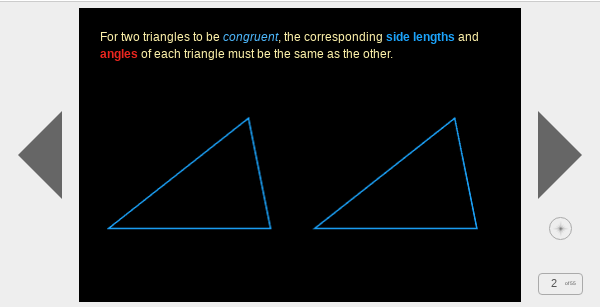 For two triangles to be congruent, the corresponding side lengths and
angles of each triangle must be the same as the other.
2 of 55